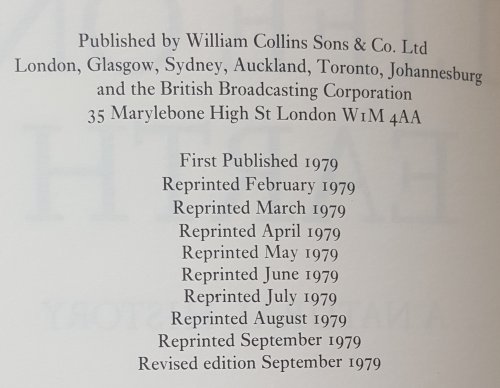 Published by William Collins Sons & Co. Ltd
London, Glasgow, Sydney, Auckland, Toronto, Johannesburg
and the British Broadcasting Corporation
35 Marylebone High St London W1M 4AA
First Published 1979
Reprinted February 1979
Reprinted March 1979
Reprinted April 1979
Reprinted May 1979
Reprinted June 1979
Reprinted July 1979
Reprinted August 1979
Reprinted September 1979
Revised edition September 1979